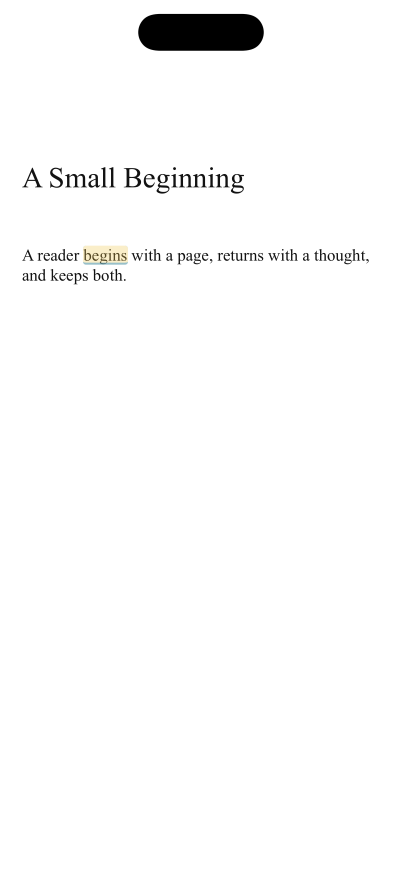 A Small Beginning
A reader begins with a page, returns with a thought,
and keeps both.